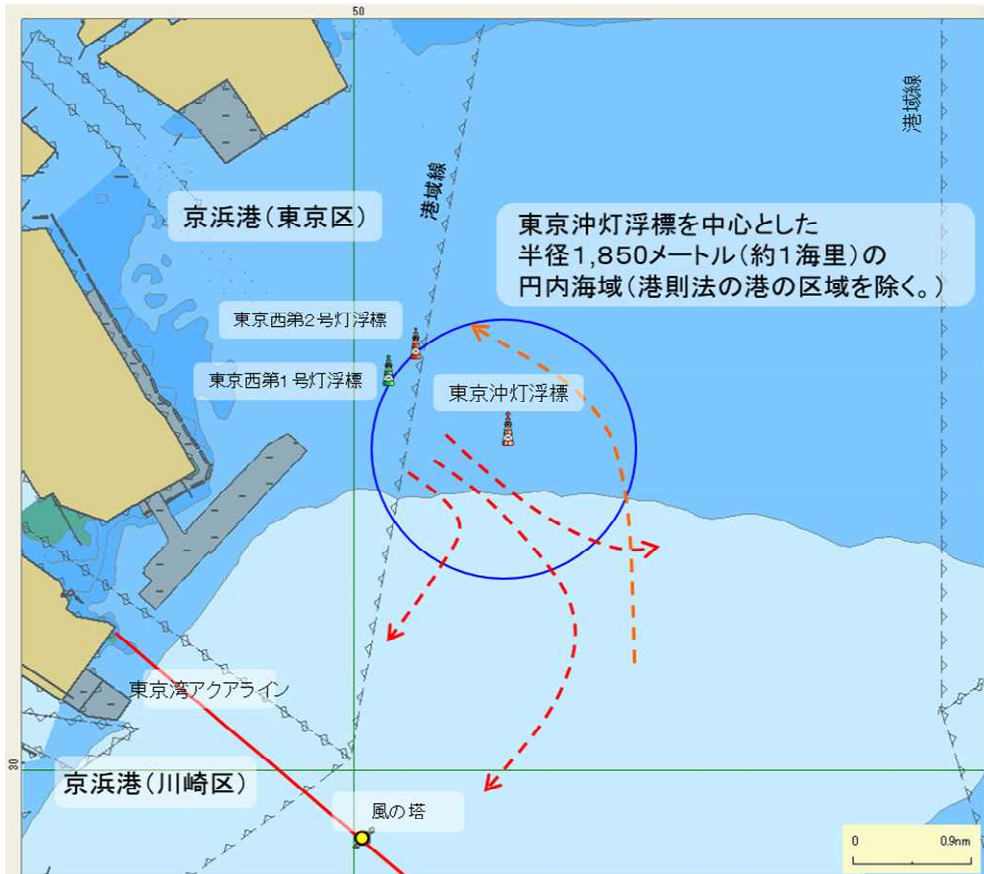 50
港域線
港域線
京浜港(東京区)
東京沖灯浮標を中心とした
半径1,850メートル(約1海里)の
円内海域(港則法の港の区域を除く。)
東京西第2号灯浮標
東京西第1号灯浮標
東京沖灯浮標
東京湾アクアライン
30
京浜港(川崎区)
風の塔
0 0.9nm